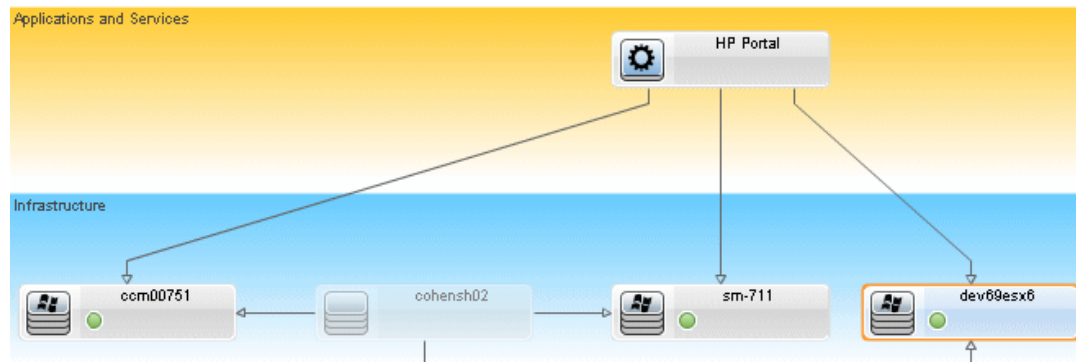 Applications and Services
HP Portal
Infrastructure
ccm00751
cohensh02
sm-711
dev69esx6